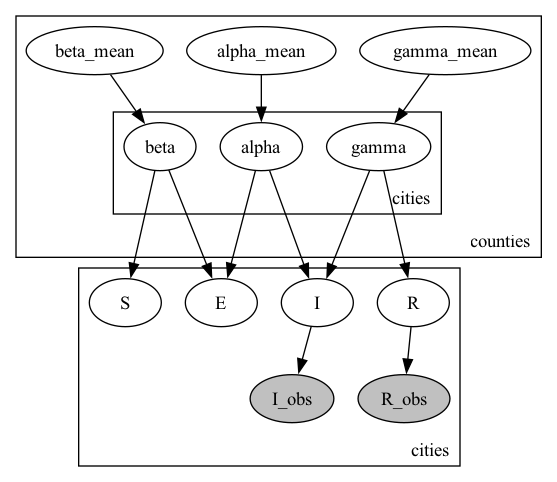 beta_mean alpha_mean gamma_mean
beta alpha gamma
cities
counties
S E I R
I_obs R_obs
cities